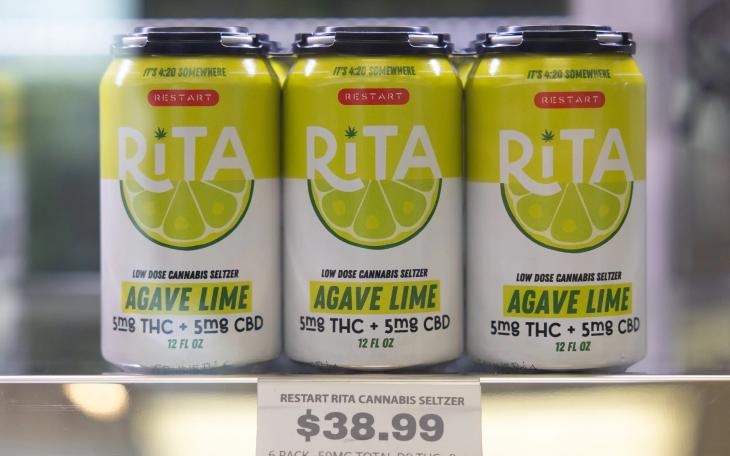 IT'S 4:20 SOMEWHERE
RESTART
RiTA
LOW DOSE CANNABIS SELTZER
AGAVE LIME
5mg THC + 5mg CBD
12 FL OZ
IT'S 4:20 SOMEWHERE
RESTART
RiTA
LOW DOSE CANNABIS SELTZER
AGAVE LIME
5mg THC + 5mg CBD
12 FL OZ
IT'S 4:20 SOMEWHERE
RESTART
RiTA
LOW DOSE CANNABIS SELTZER
AGAVE LIME
5mg THC + 5mg CBD
12 FL OZ
RESTART RITA CANNABIS SELTZER
$38.99
6 PACK